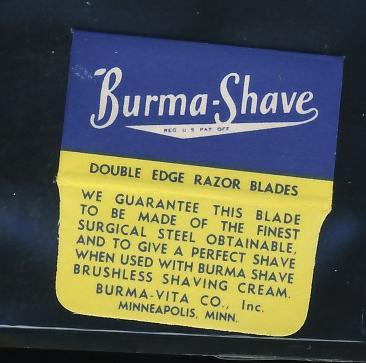 Burma-Shave
REG U S PAT. OFF
DOUBLE EDGE RAZOR BLADES
WE GUARANTEE THIS BLADE
TO BE MADE OF THE FINEST
SURGICAL STEEL OBTAINABLE,
AND TO GIVE A PERFECT SHAVE
WHEN USED WITH BURMA SHAVE
BRUSHLESS SHAVING CREAM.
BURMA-VITA CO., Inc.
MINNEAPOLIS, MINN.